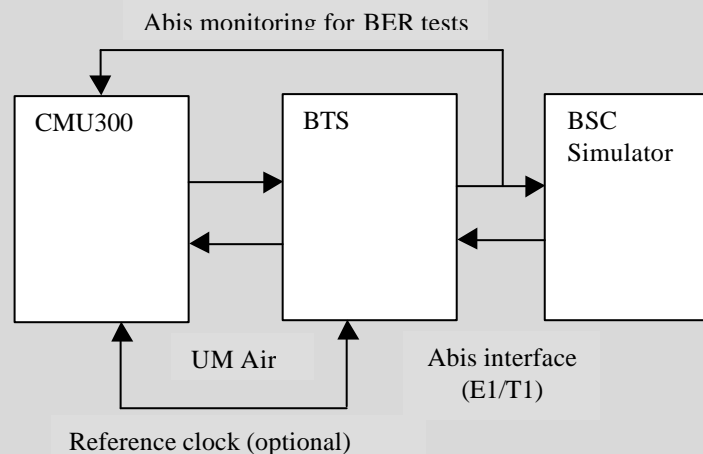 Abis monitoring for BER tests
CMU300
BTS
BSC
Simulator
UM Air
Abis interface
(E1/T1)
Reference clock (optional)